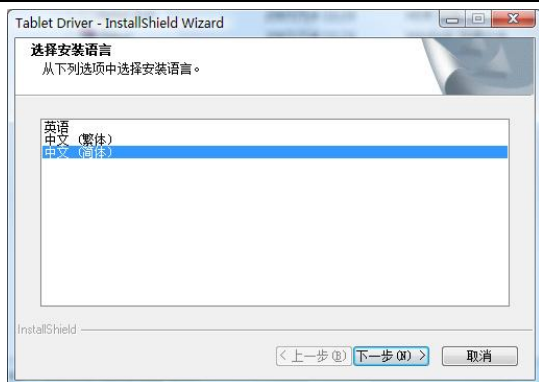 Tablet Driver - InstallShield Wizard
选择安装语言
从下列选项中选择安装语言。
英语
中文 (繁体)
中文 (简体)
InstallShield
< 上一步(B) 下一步(N) > 取消